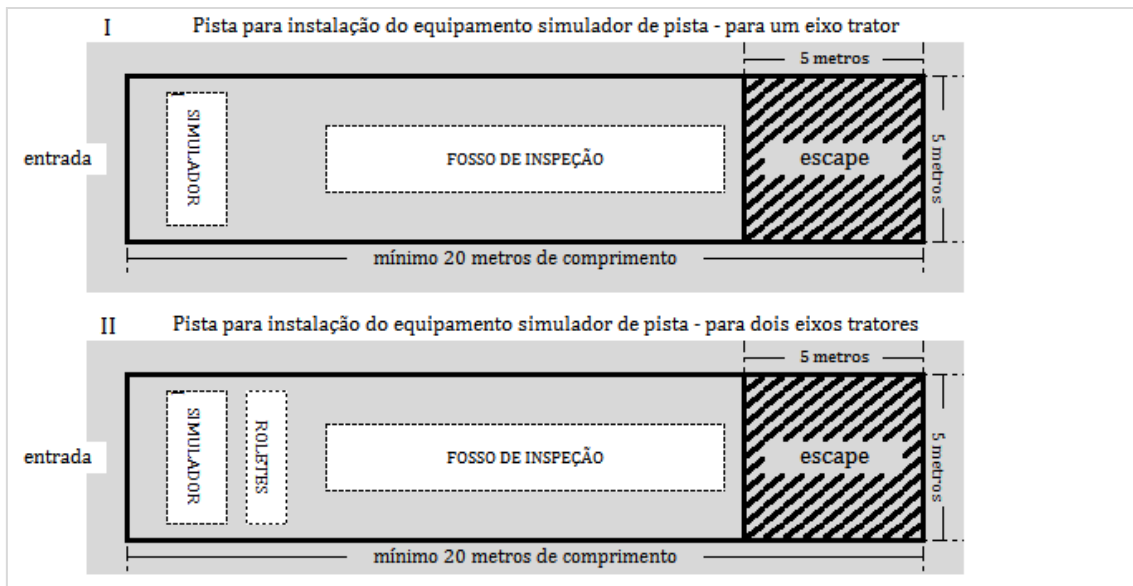 I Pista para instalação do equipamento simulador de pista - para um eixo trator
5 metros
SIMULADOR
entrada
FOSSO DE INSPEÇÃO
escape
5 metros
mínimo 20 metros de comprimento
II Pista para instalação do equipamento simulador de pista - para dois eixos tratores
5 metros
SIMULADOR
ROLETES
entrada
FOSSO DE INSPEÇÃO
escape
5 metros
mínimo 20 metros de comprimento